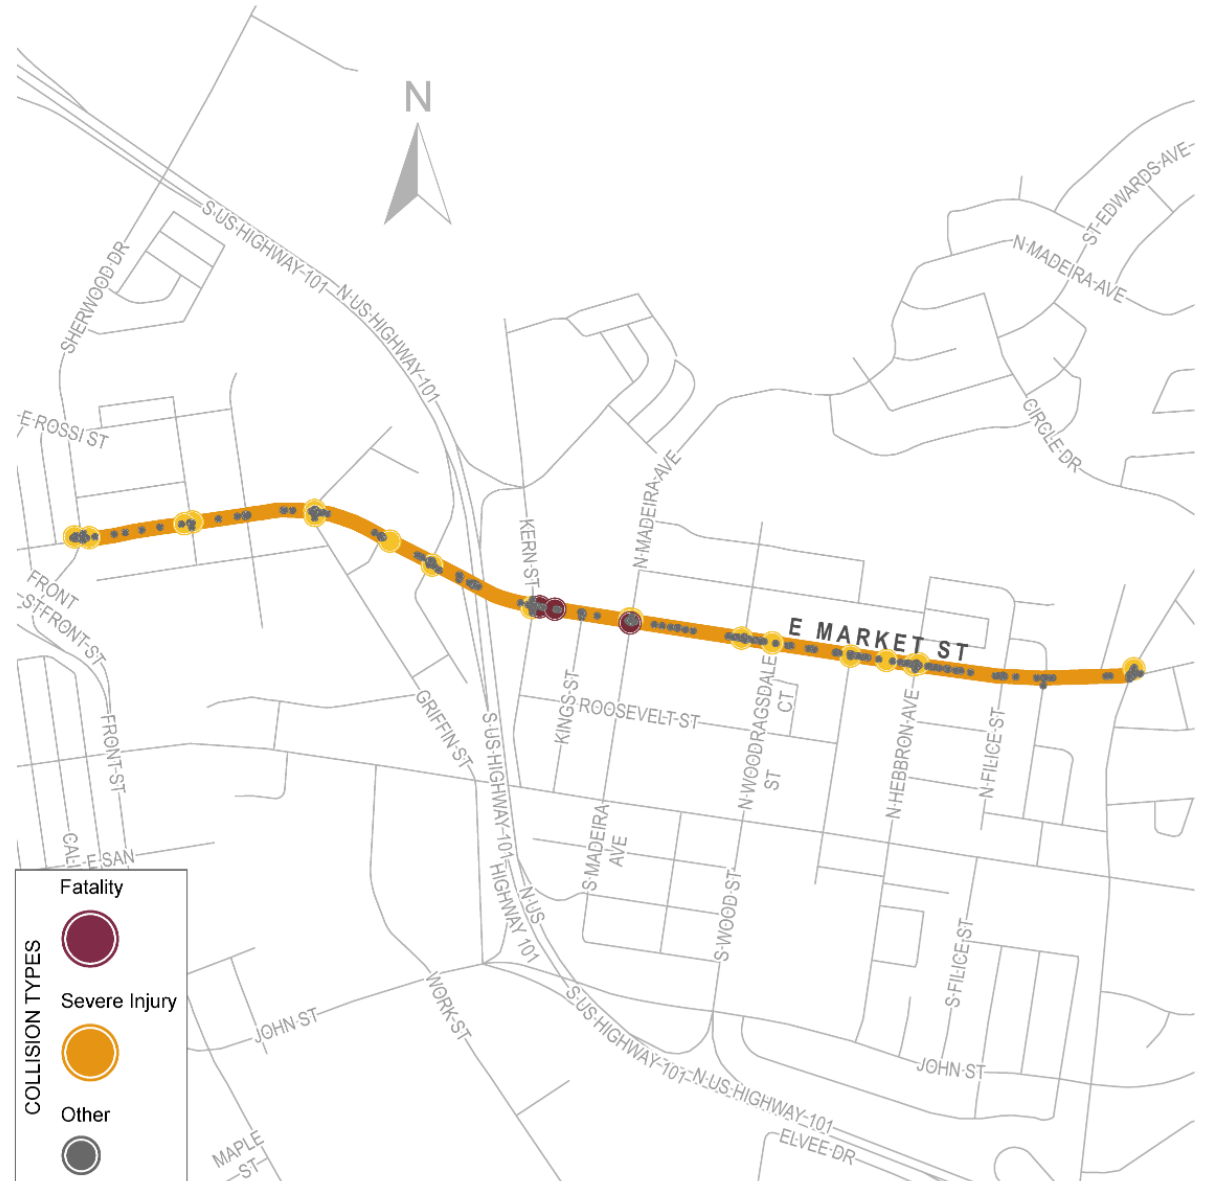 N
ST-EDWARDS-AVE-
N-MADEIRA-AVE
S-US-HIGHWAY-101
SHERWOOD-DR
N-US-HIGHWAY-101
CIRCLE-DR
E-ROSSI ST
N-MADEIRA-AVE
KERN-ST
FRONT
ST
FRONT-ST
E MARKET ST
FRONT-ST
GRIFFIN-ST
KINGS-ST
ROOSEVELT-ST
N-WOOD
ST
RAGSDALE
CT
N-HEBBRON-AVE
N-FILICE-ST
S-US-HIGHWAY-101
S-MADEIRA
AVE
CAL
E-SAN
HIGHWAY 101
N-US
S-WOOD-ST
S-FILICE-ST
WORK-ST
JOHN-ST
S-US-HIGHWAY-101
N-US-HIGHWAY-101
JOHN-ST
ELVEE-DR
MAPLE
ST
COLLISION TYPES
Fatality
Severe Injury
Other